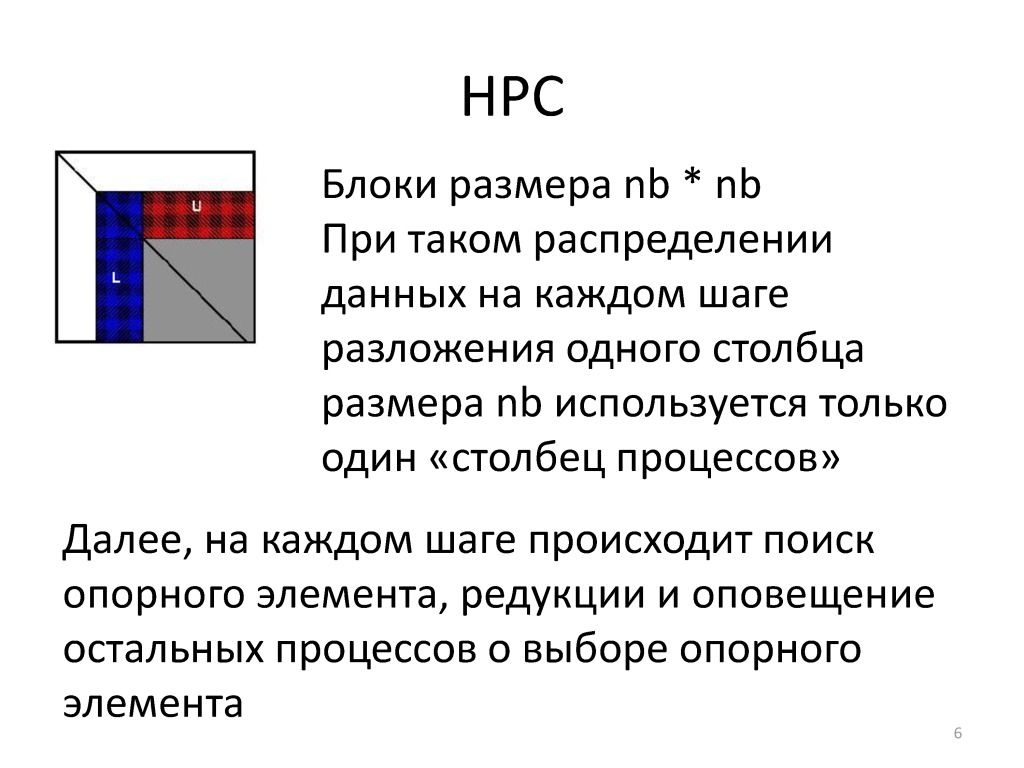 HPC
U
L
Блоки размера nb * nb
При таком распределении
данных на каждом шаге
разложения одного столбца
размера nb используется только
один «столбец процессов»
Далее, на каждом шаге происходит поиск
опорного элемента, редукции и оповещение
остальных процессов о выборе опорного
элемента
6